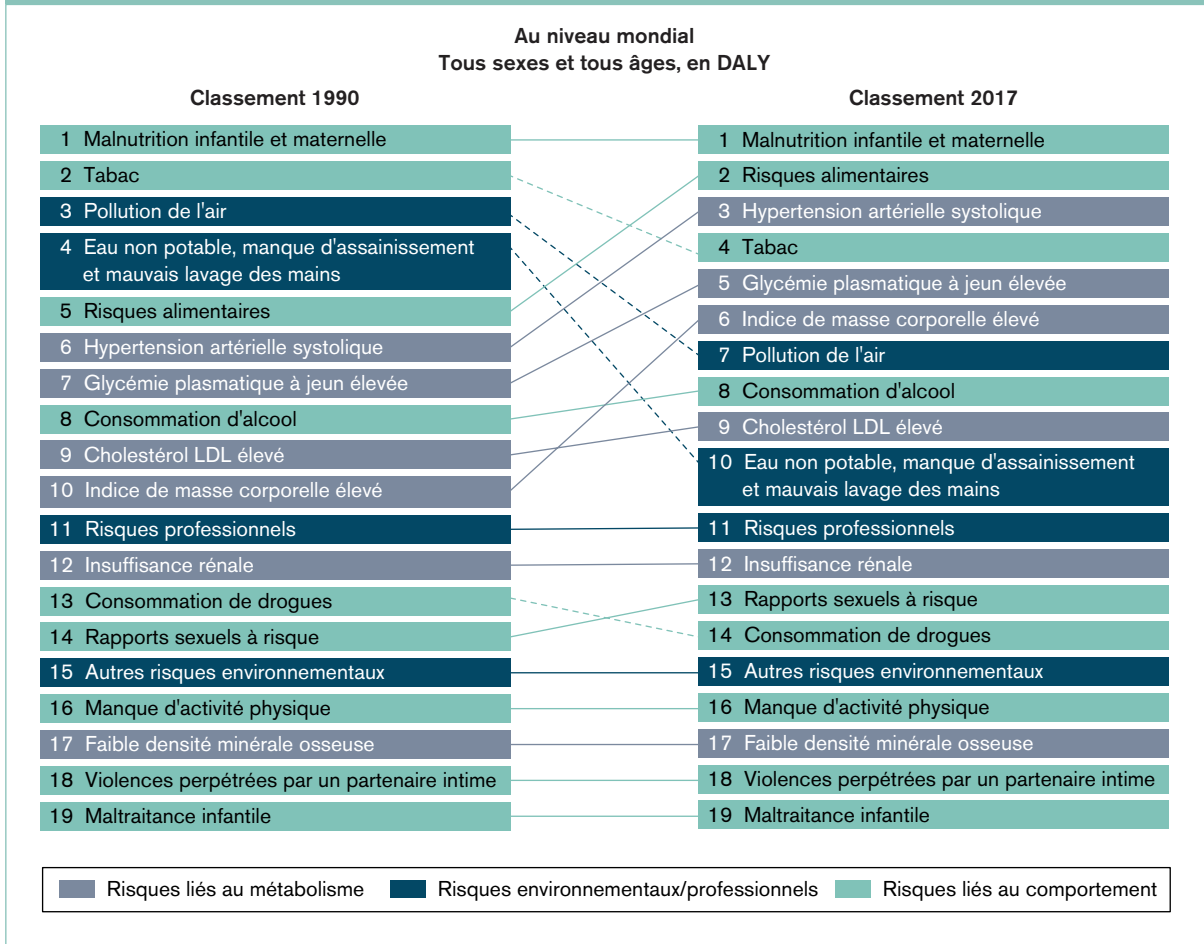 Au niveau mondial
Tous sexes et tous âges, en DALY
Classement 1990
1 Malnutrition infantile et maternelle
2 Tabac
3 Pollution de l'air
4 Eau non potable, manque d'assainissement
et mauvais lavage des mains
5 Risques alimentaires
6 Hypertension artérielle systolique
7 Glycémie plasmatique à jeun élevée
8 Consommation d'alcool
9 Cholestérol LDL élevé
10 Indice de masse corporelle élevé
11 Risques professionnels
12 Insuffisance rénale
13 Consommation de drogues
14 Rapports sexuels à risque
15 Autres risques environnementaux
16 Manque d'activité physique
17 Faible densité minérale osseuse
18 Violences perpétrées par un partenaire intime
19 Maltraitance infantile
Classement 2017
1 Malnutrition infantile et maternelle
2 Risques alimentaires
3 Hypertension artérielle systolique
4 Tabac
5 Glycémie plasmatique à jeun élevée
6 Indice de masse corporelle élevé
7 Pollution de l'air
8 Consommation d'alcool
9 Cholestérol LDL élevé
10 Eau non potable, manque d'assainissement
et mauvais lavage des mains
11 Risques professionnels
12 Insuffisance rénale
13 Rapports sexuels à risque
14 Consommation de drogues
15 Autres risques environnementaux
16 Manque d'activité physique
17 Faible densité minérale osseuse
18 Violences perpétrées par un partenaire intime
19 Maltraitance infantile
Risques liés au métabolisme
Risques environnementaux/professionnels
Risques liés au comportement